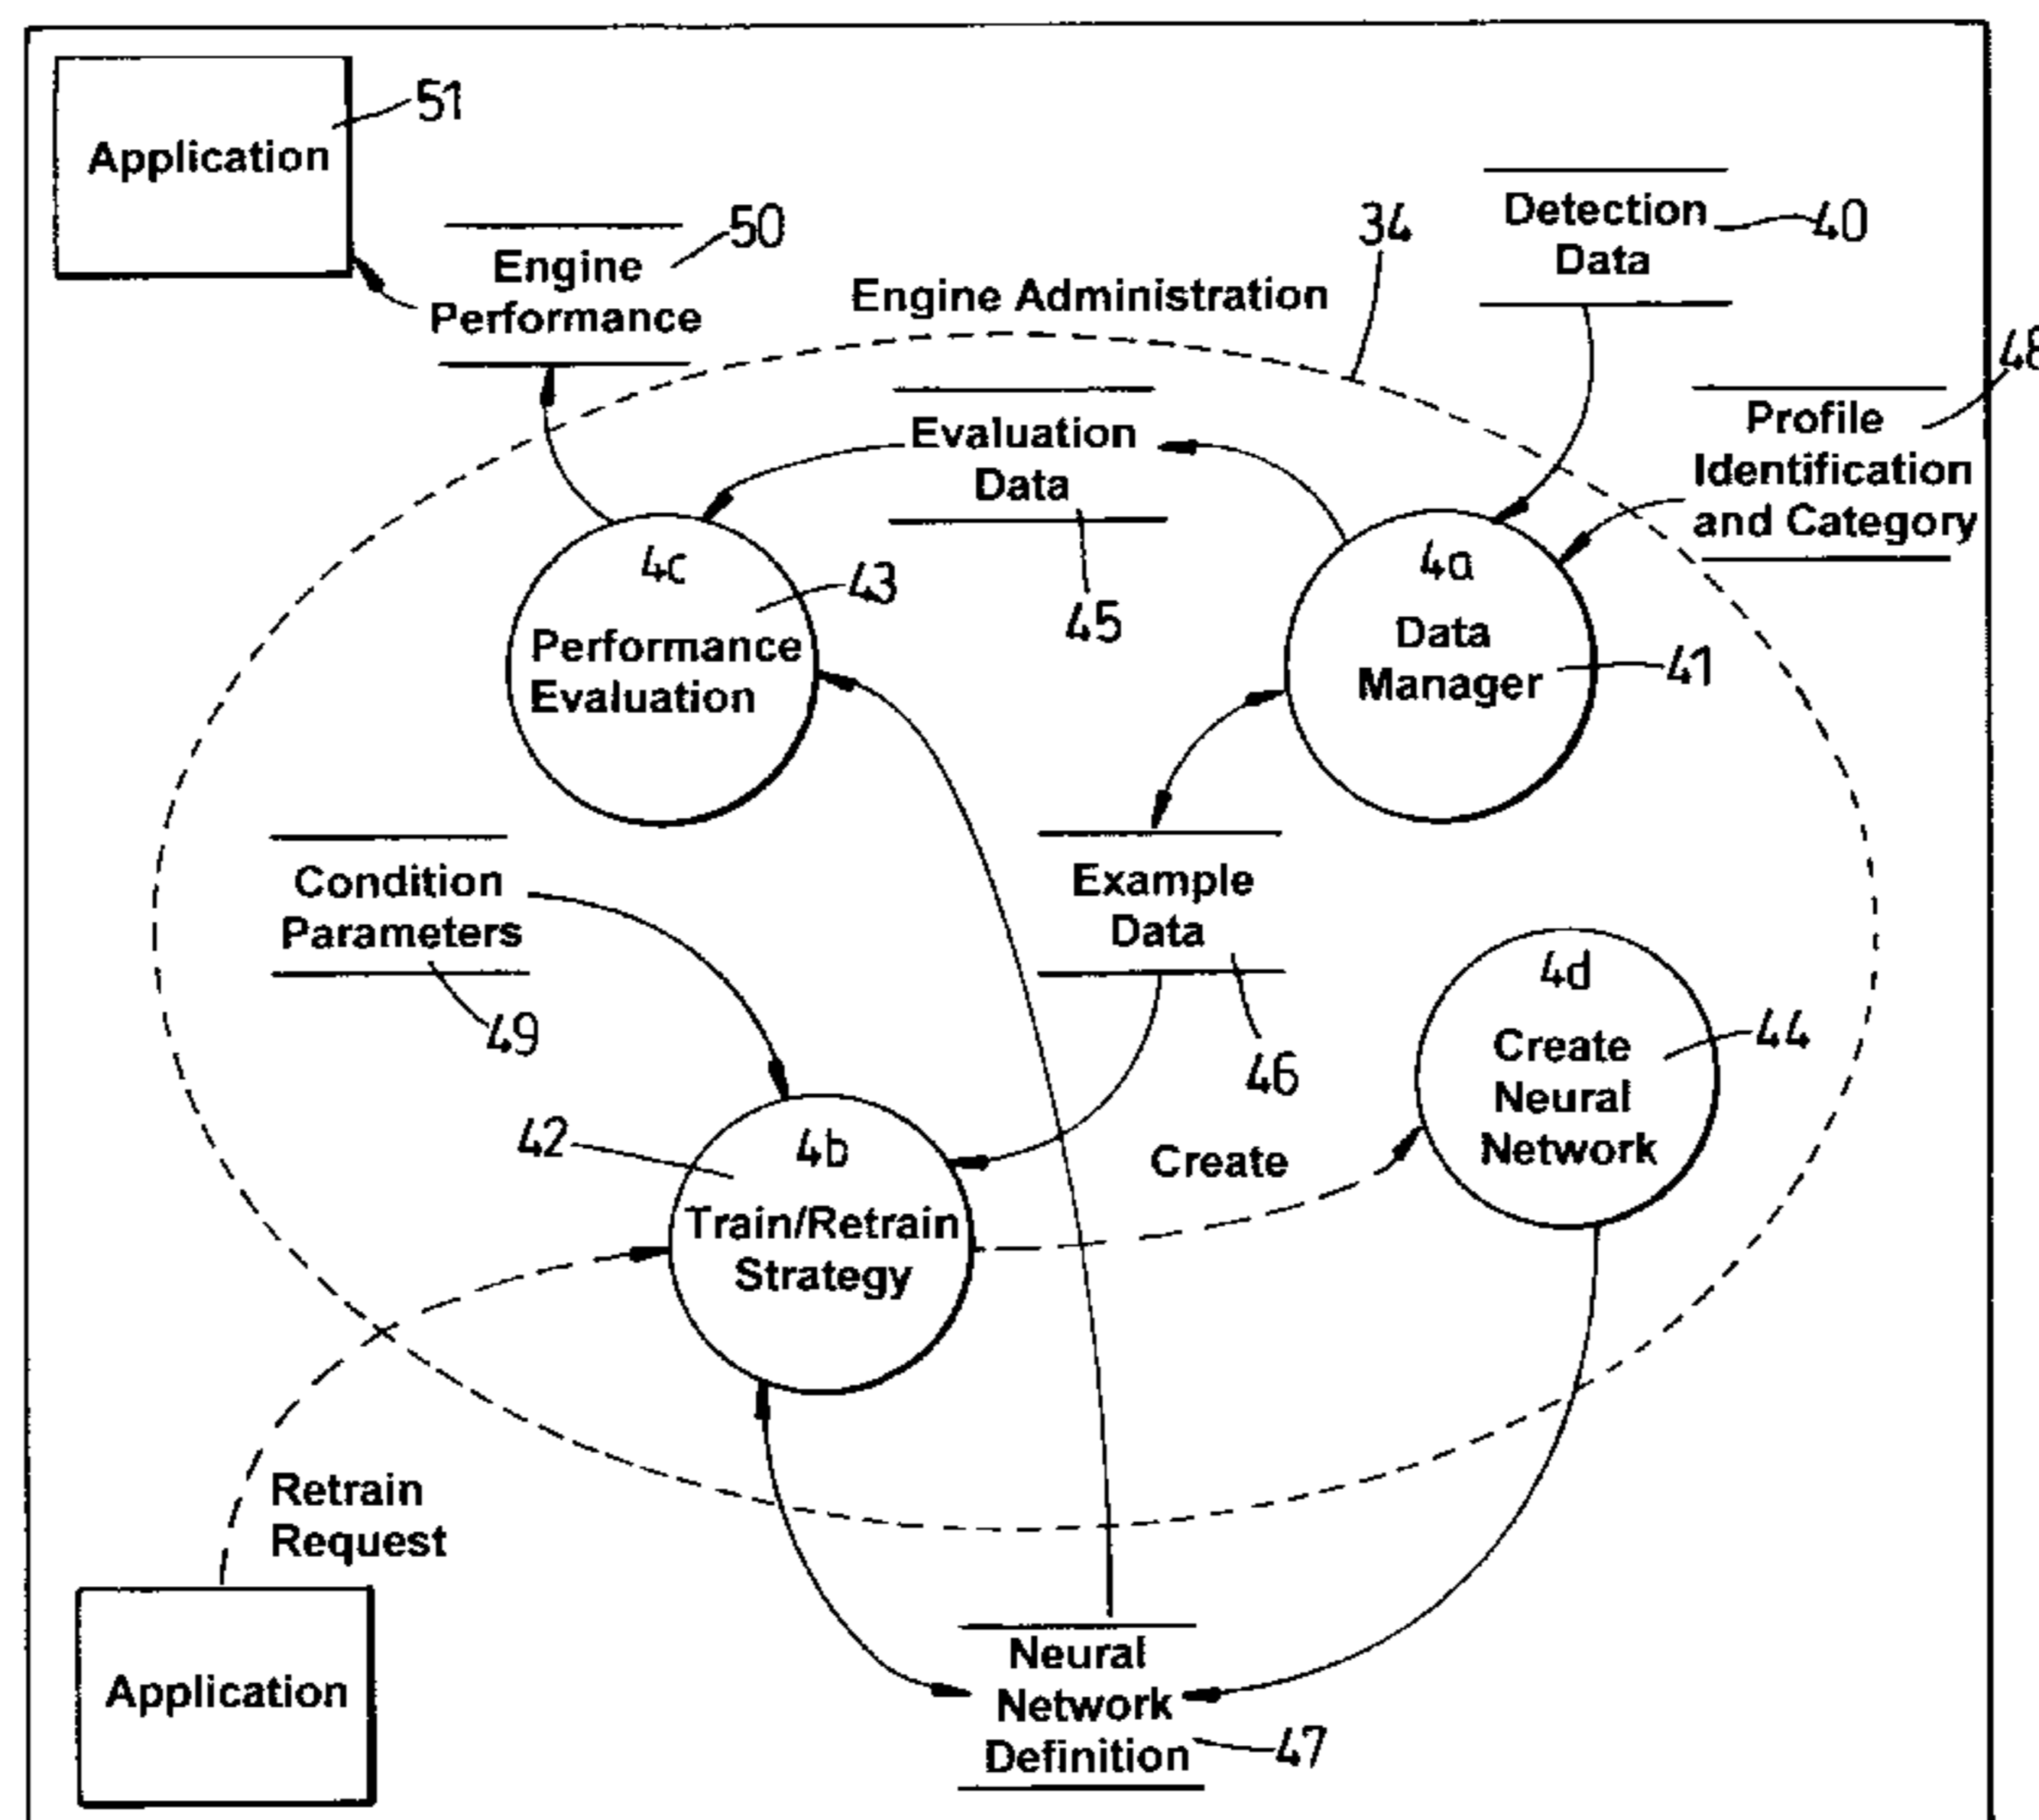 Application
51
Engine
Performance
50
Engine Administration
34
Detection
Data
40
48
Profile
Identification
and Category
Evaluation
Data
45
4c
Performance
Evaluation
43
4a
Data
Manager
41
Condition
Parameters
49
Example
Data
46
4d
Create
Neural
Network
44
42
4b
Train/Retrain
Strategy
Create
Retrain
Request
Application
Neural
Network
Definition
47